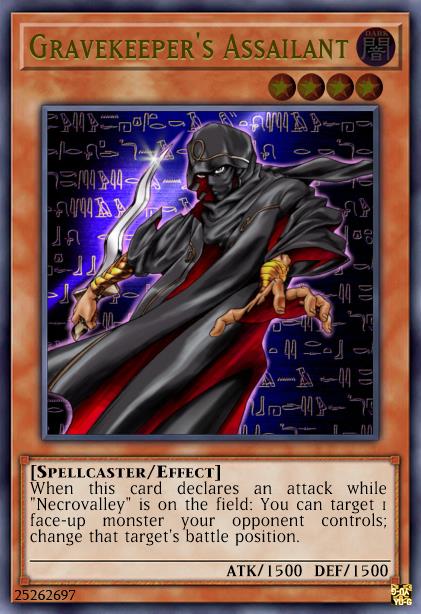 Gravekeeper's Assailant
DARK
闇
[Spellcaster/Effect]
When this card declares an attack while
"Necrovalley" is on the field: You can target 1
face-up monster your opponent controls;
change that target's battle position.
ATK/1500 DEF/1500
25262697